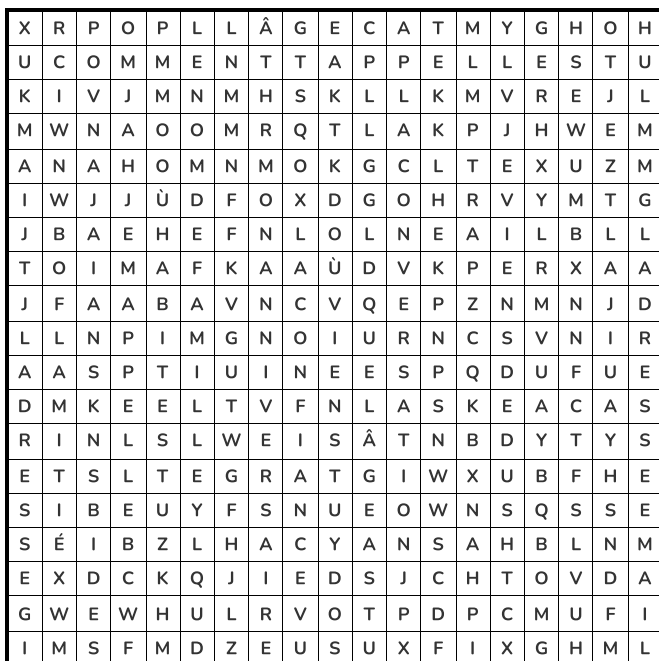 X R P O P L L Â G E C A T M Y G H O H
U C O M M E N T T A P P E L L E S T U
K I V J M N M H S K L L K M V R E J L
M W N A O O M R Q T L A K P J H W E M
A N A H O M N M O K G C L T E X U Z M
I W J J Ù D F O X D G O H R V Y M T G
J B A E H E F N L O L N E A I L B L L
T O I M A F K A A Ù D V K P E R X A A
J F A A B A V N C V Q E P Z N M N J D
L L N P I M G N O I U R N C S V N I R
A A S P T I U I N E E S P Q D U F U E
D M K E E L T V F N L A S K E A C A S
R I N L S L W E I S Â T N B D Y T Y S
E T S L T E G R A T G I W X U B F H E
S I B E U Y F S N U E O W N S Q S S E
S É I B Z L H A C Y A N S A H B L N M
E X D C K Q J I E D S J C H T O V D A
G W E W H U L R V O T P D P C M U F I
I M S F M D Z E U S U X F I X G H M L